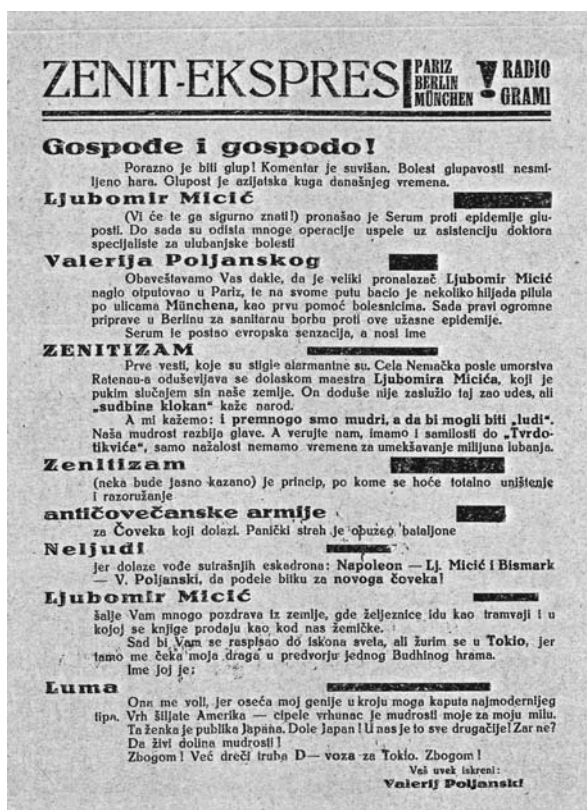 ZENIT-EKSPRES
PARIZ
BERLIN
MÜNCHEN
! RADIO
GRAMI
Gospođe i gospodo!
Porazno je biti glup! Komentar je suvišan. Bolest glupavosti nesmi-
ljeno hara. Glupost je azijatska kuga današnjeg vremena.
Ljubomir Micić
(Vi će te ga sigurno znati!) pronašao je Serum proti epidemije glu-
posti. Do sada su odista mnoge operacije uspele uz asistenciju doktora
specijaliste za ulubanjske bolesti
Valerija Poljanskog
Obaveštavamo Vas dakle, da je veliki pronalazač Ljubomir Micić
naglo otputovao u Pariz, te na svome putu bacio je nekoliko hiljada pilula
po ulicama Münchena, kao prvu pomoć bolesnicima. Sada pravi ogromne
priprave u Berlinu za sanitarnu borbu proti ove užasne epidemije.
Serum je postao evropska senzacija, a nosi ime
ZENITIZAM
Prve vesti, koje su stigle alarmantne su. Cela Nemačka posle umorstva
Ratenau-a oduševljava se dolaskom maestra Ljubomira Micića, koji je
pukim slučajem sin naše zemlje. On doduše nije zaslužio taj zao udes, ali
„sudbina klokan“ kaže narod.
A mi kažemo: i premnogo smo mudri, a da bi mogli biti „ludi“.
Naša mudrost razbija glave. A verujte nam, imamo i samilosti do „Tvrdo-
tikvića“, samo nažalost nemamo vremena za umekšavanje milijuna lubanja.
Zenitizam
(neka bude jasno kazano) je princip, po kome se hoće totalno uništenje
i razoružanje
antičovečanske armije
za Čoveka koji dolazi. Panički strah je opuzeo bataljone
Neljudi
jer dolaze vođe sutrašnjih eskadrona: Napoleon — Lj. Micić i Bismark
— V. Poljanski, da podele bitku za novoga čoveka!
Ljubomir Micić
šalje Vam mnogo pozdrava iz zemlje, gde željeznice idu kao tramvaji i u
kojoj se knjige prodaju kao kod nas žemičke.
Sad bi Vam se raspisao do iskona sveta, ali žurim se u Tokio, jer
tamo me čeka moja draga u predvorju jednog Budhinog hrama.
Ime joj je:
Luma
Ona me voli, jer oseća moj genije u kroju moga kaputa najmodernijeg
tipa. Vrh šiljate Amerika — cipele vrhunac je mudrosti moje za moju milu.
Ta ženka je publika Japana. Dole Japan! U nas je to sve drugačije! Zar ne?
Da živi dolina mudrosti!
Zbogom! Već dreči truba D— voza za Tokio. Zbogom!
Vaš uvek iskreni:
Valerij Poljanski